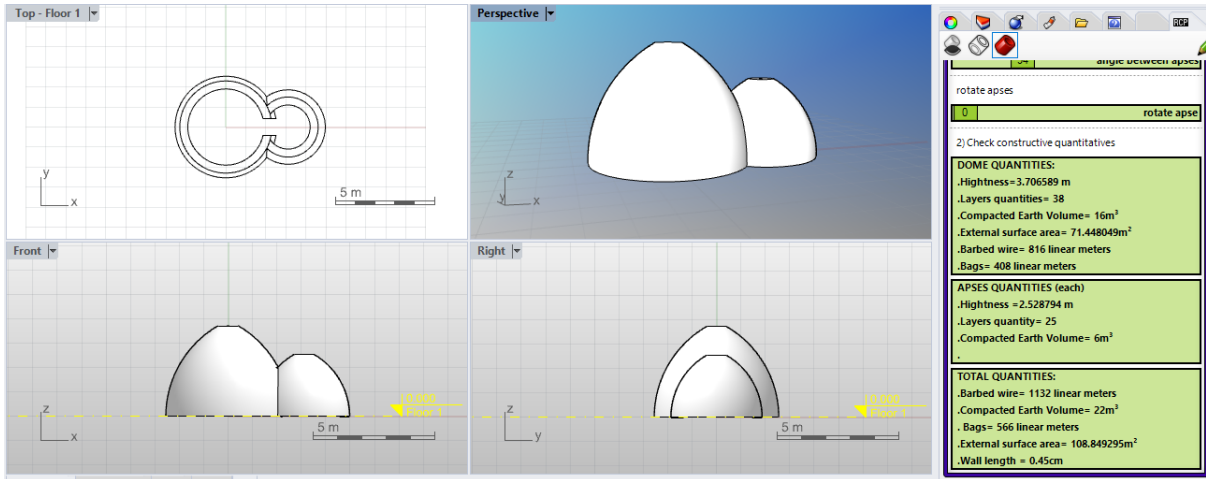 Top - Floor 1
y
x
5 m
Perspective
z
y
x
Front
z
x
0.000
Floor 1
5 m
Right
z
y
0.000
Floor 1
5 m
RCP
angle between apses
rotate apses
0 rotate apse
2) Check constructive quantitatives
DOME QUANTITIES:
.Hightness=3.706589 m
.Layers quantities= 38
.Compacted Earth Volume= 16m³
.External surface area= 71.448049m²
.Barbed wire= 816 linear meters
.Bags= 408 linear meters
APSES QUANTITIES (each)
.Hightness =2.528794 m
.Layers quantity= 25
.Compacted Earth Volume= 6m³
.
TOTAL QUANTITIES:
.Barbed wire= 1132 linear meters
.Compacted Earth Volume= 22m³
. Bags= 566 linear meters
.External surface area= 108.849295m²
.Wall length = 0.45cm